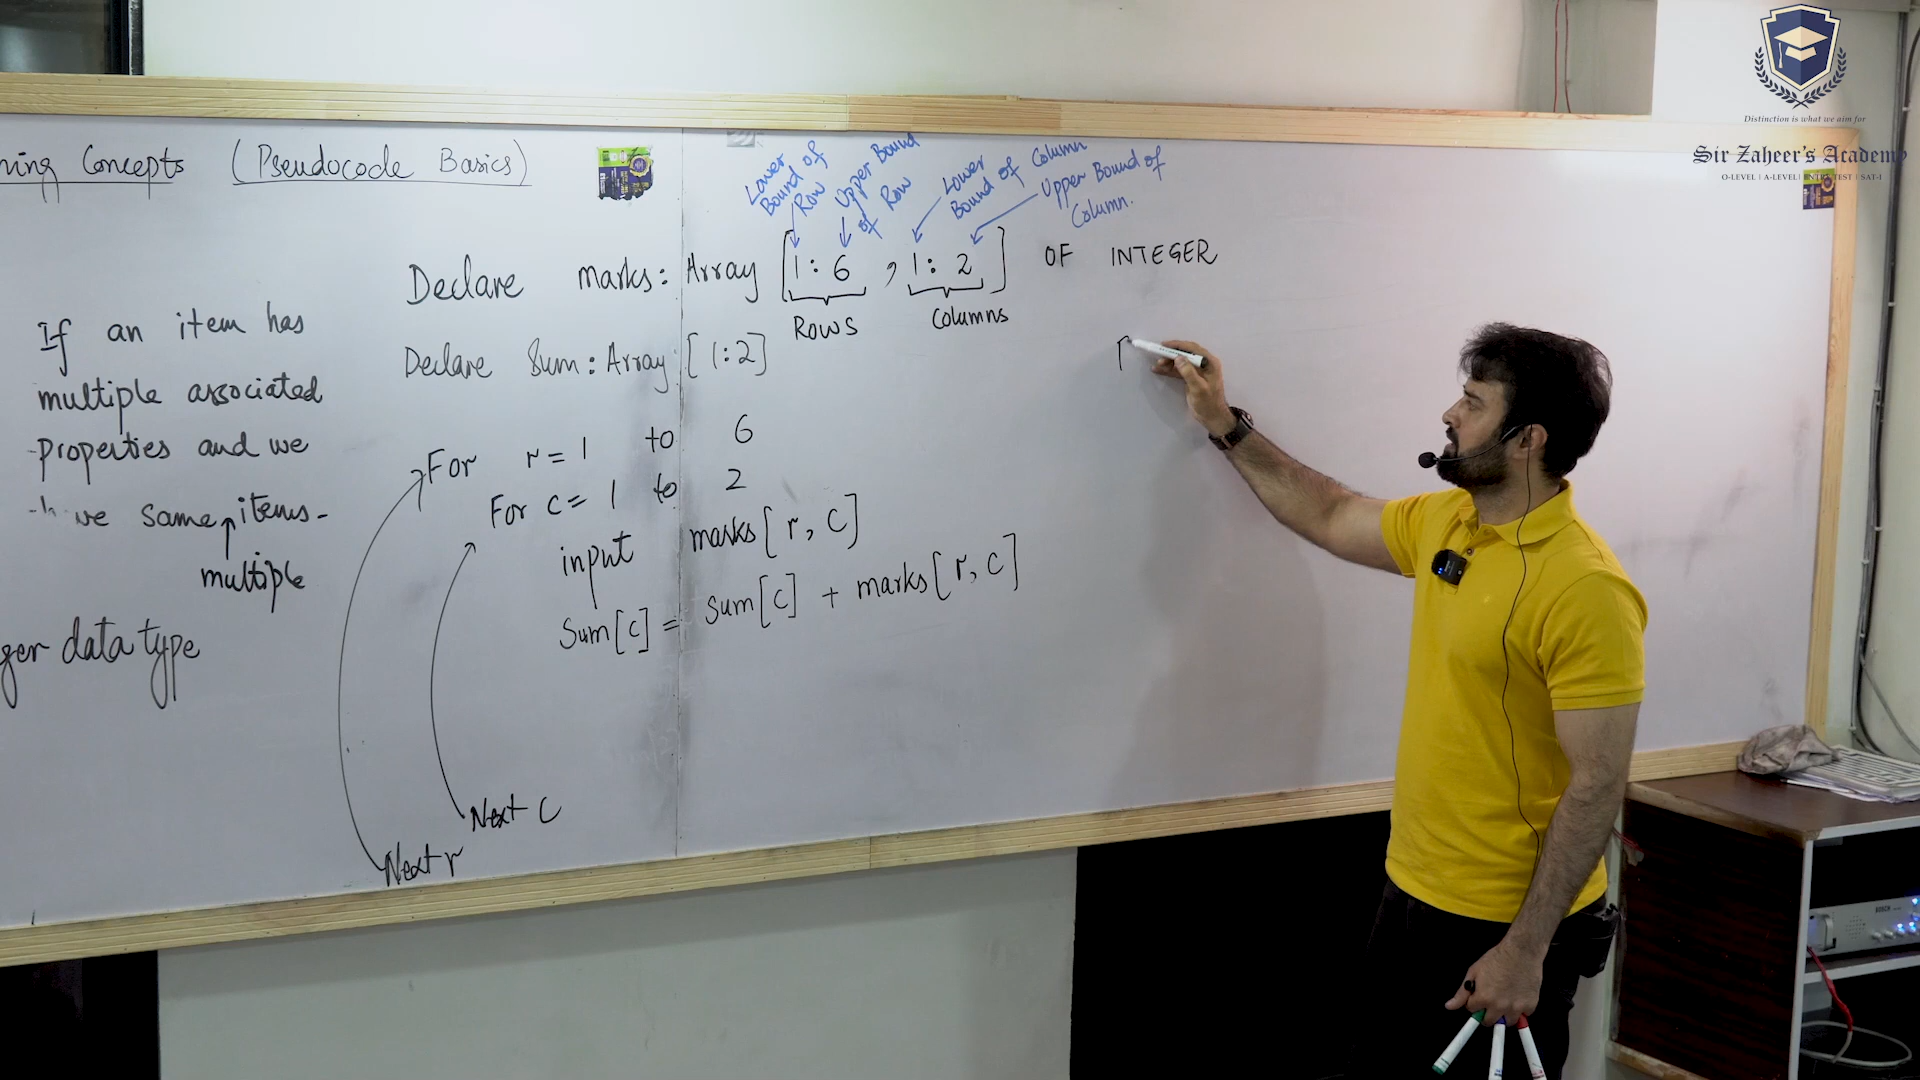 Distinction is what we aim for
Sir Zaheer's Academy
O-LEVEL | A-LEVEL | ENTRY TEST | SAT-I
ning Concepts (Pseudocode Basics)
If an item has
multiple associated
properties and we
ve same items
multiple
ger data type
Lower Bound of Row
Upper Bound of Row
Lower Bound of Column
Upper Bound of Column.
Declare marks: Array [1:6, 1:2] OF INTEGER
Rows Columns
Declare Sum: Array [1:2]
For r = 1 to 6
For c = 1 to 2
input marks[r, c]
Sum[c] = sum[c] + marks[r, c]
Next c
Next r